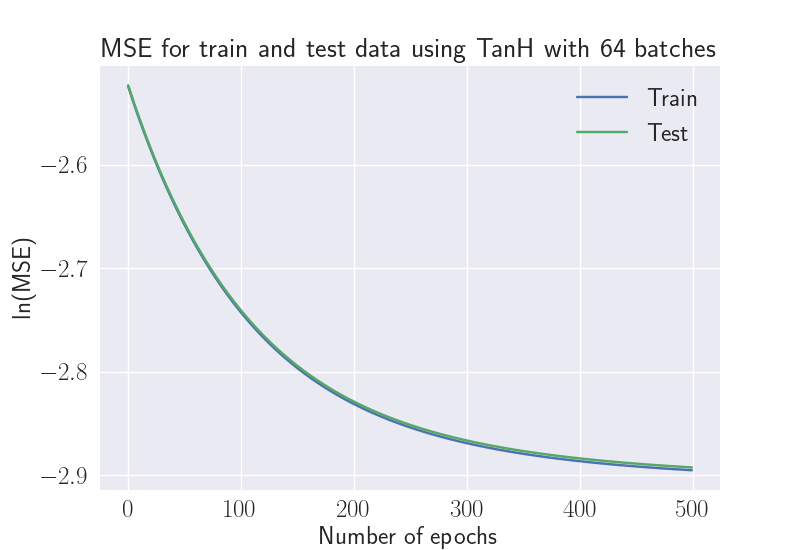 MSE for train and test data using TanH with 64 batches
Train
Test
−2.6
−2.7
−2.8
−2.9
ln(MSE)
0 100 200 300 400 500
Number of epochs